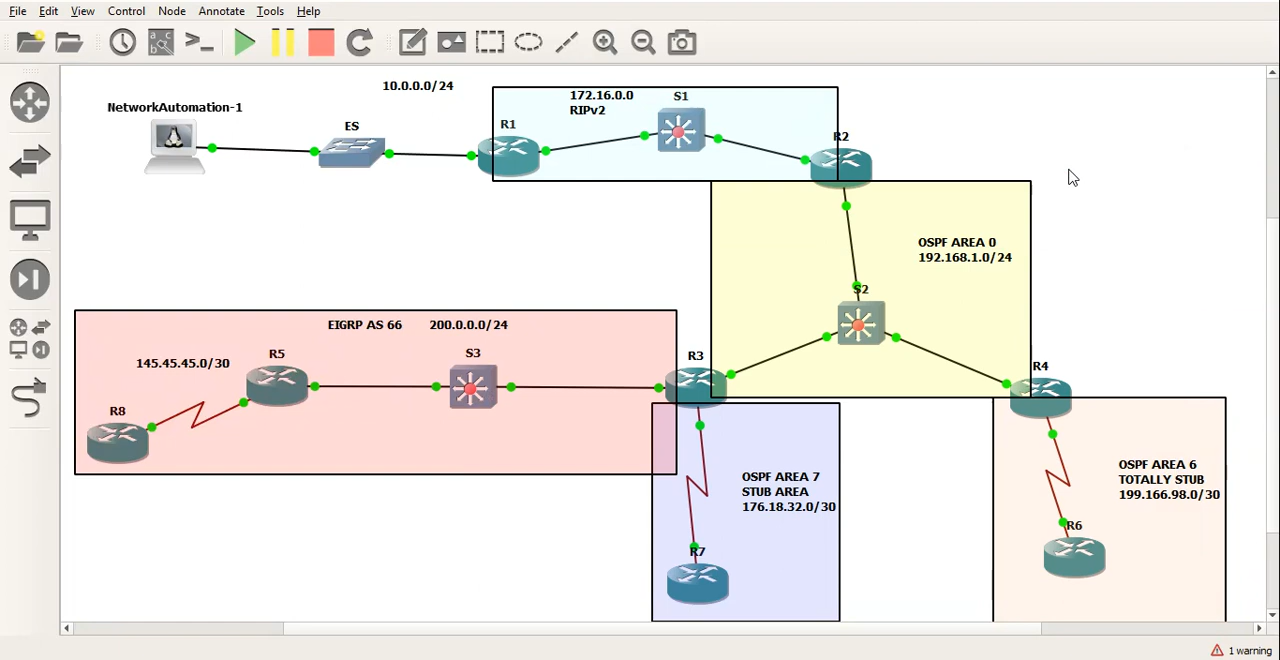 File Edit View Control Node Annotate Tools Help
10.0.0.0/24
NetworkAutomation-1
ES
R1
172.16.0.0
RIPv2
S1
R2
OSPF AREA 0
192.168.1.0/24
S2
EIGRP AS 66 200.0.0.0/24
145.45.45.0/30
R5
S3
R3
R4
R8
OSPF AREA 7
STUB AREA
176.18.32.0/30
R7
OSPF AREA 6
TOTALLY STUB
199.166.98.0/30
R6
1 warning